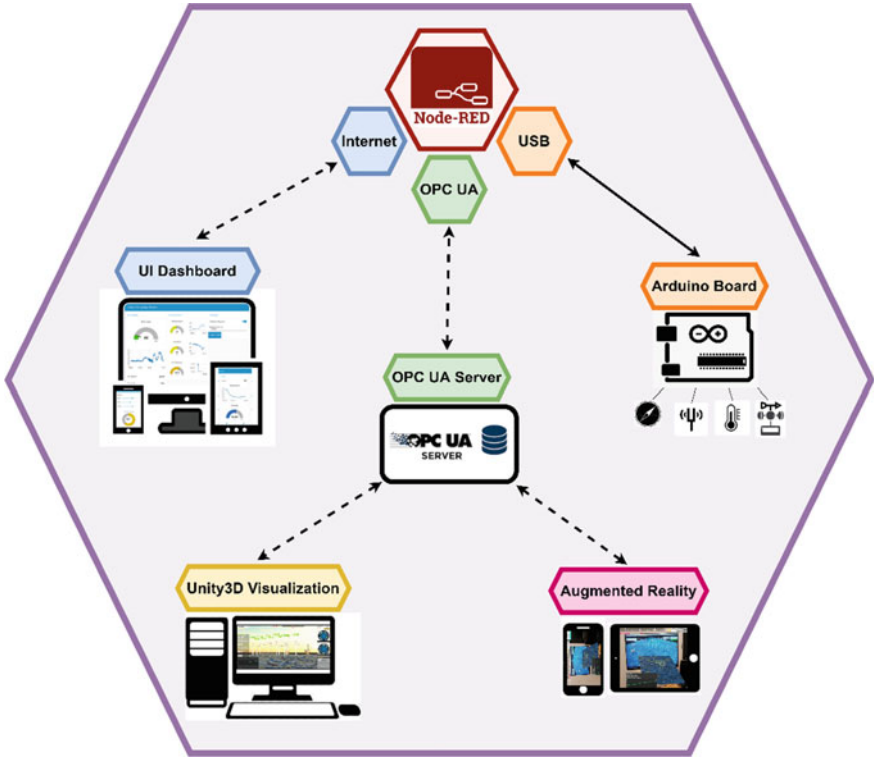 Node-RED
Internet
USB
OPC UA
UI Dashboard
Arduino Board
OPC UA Server
OPC UA
SERVER
Unity3D Visualization
Augmented Reality